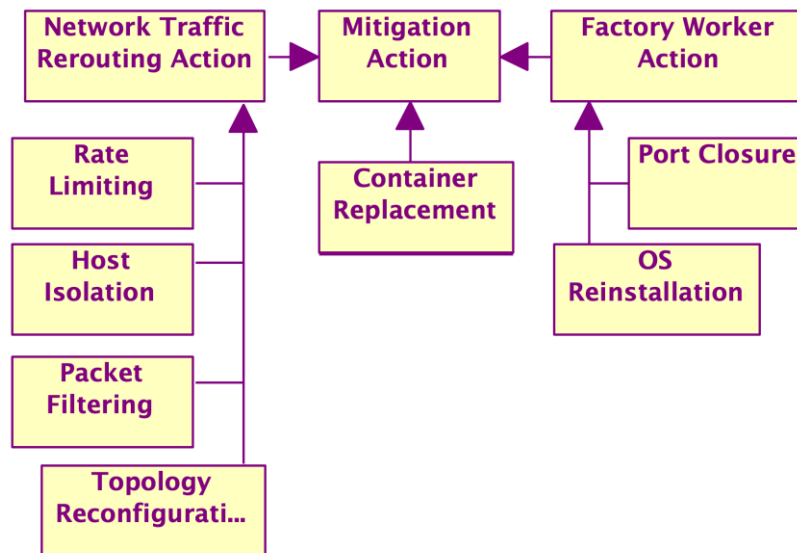 Network Traffic
Rerouting Action
Mitigation
Action
Factory Worker
Action
Rate
Limiting
Container
Replacement
Port Closure
Host
Isolation
OS
Reinstallation
Packet
Filtering
Topology
Reconfigurati...